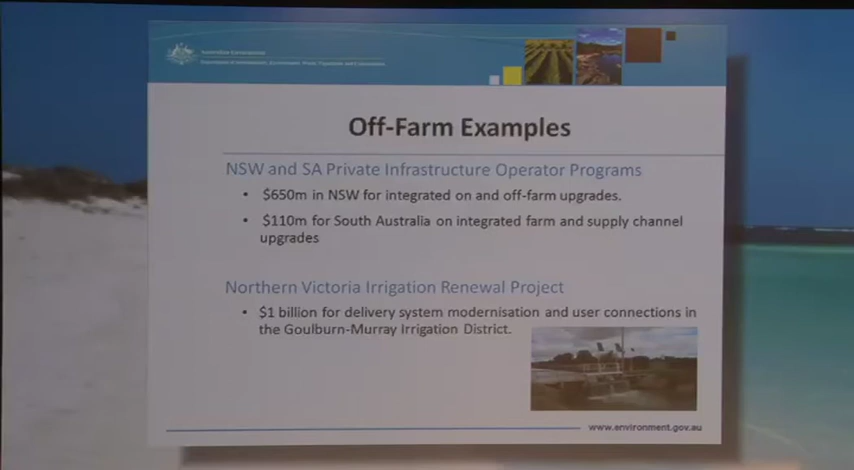 Australian Government
Off-Farm Examples
NSW and SA Private Infrastructure Operator Programs
• $650m in NSW for integrated on and off-farm upgrades.
• $110m for South Australia on integrated farm and supply channel
upgrades
Northern Victoria Irrigation Renewal Project
• $1 billion for delivery system modernisation and user connections in
the Goulburn-Murray Irrigation District.
www.environment.gov.au